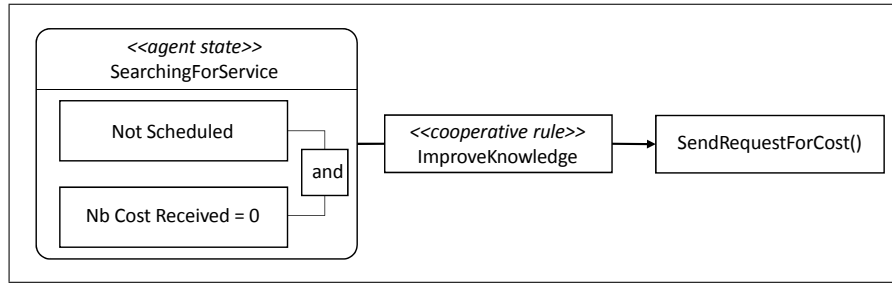 <<agent state>>
SearchingForService
Not Scheduled
and
Nb Cost Received = 0
<<cooperative rule>>
ImproveKnowledge
SendRequestForCost()